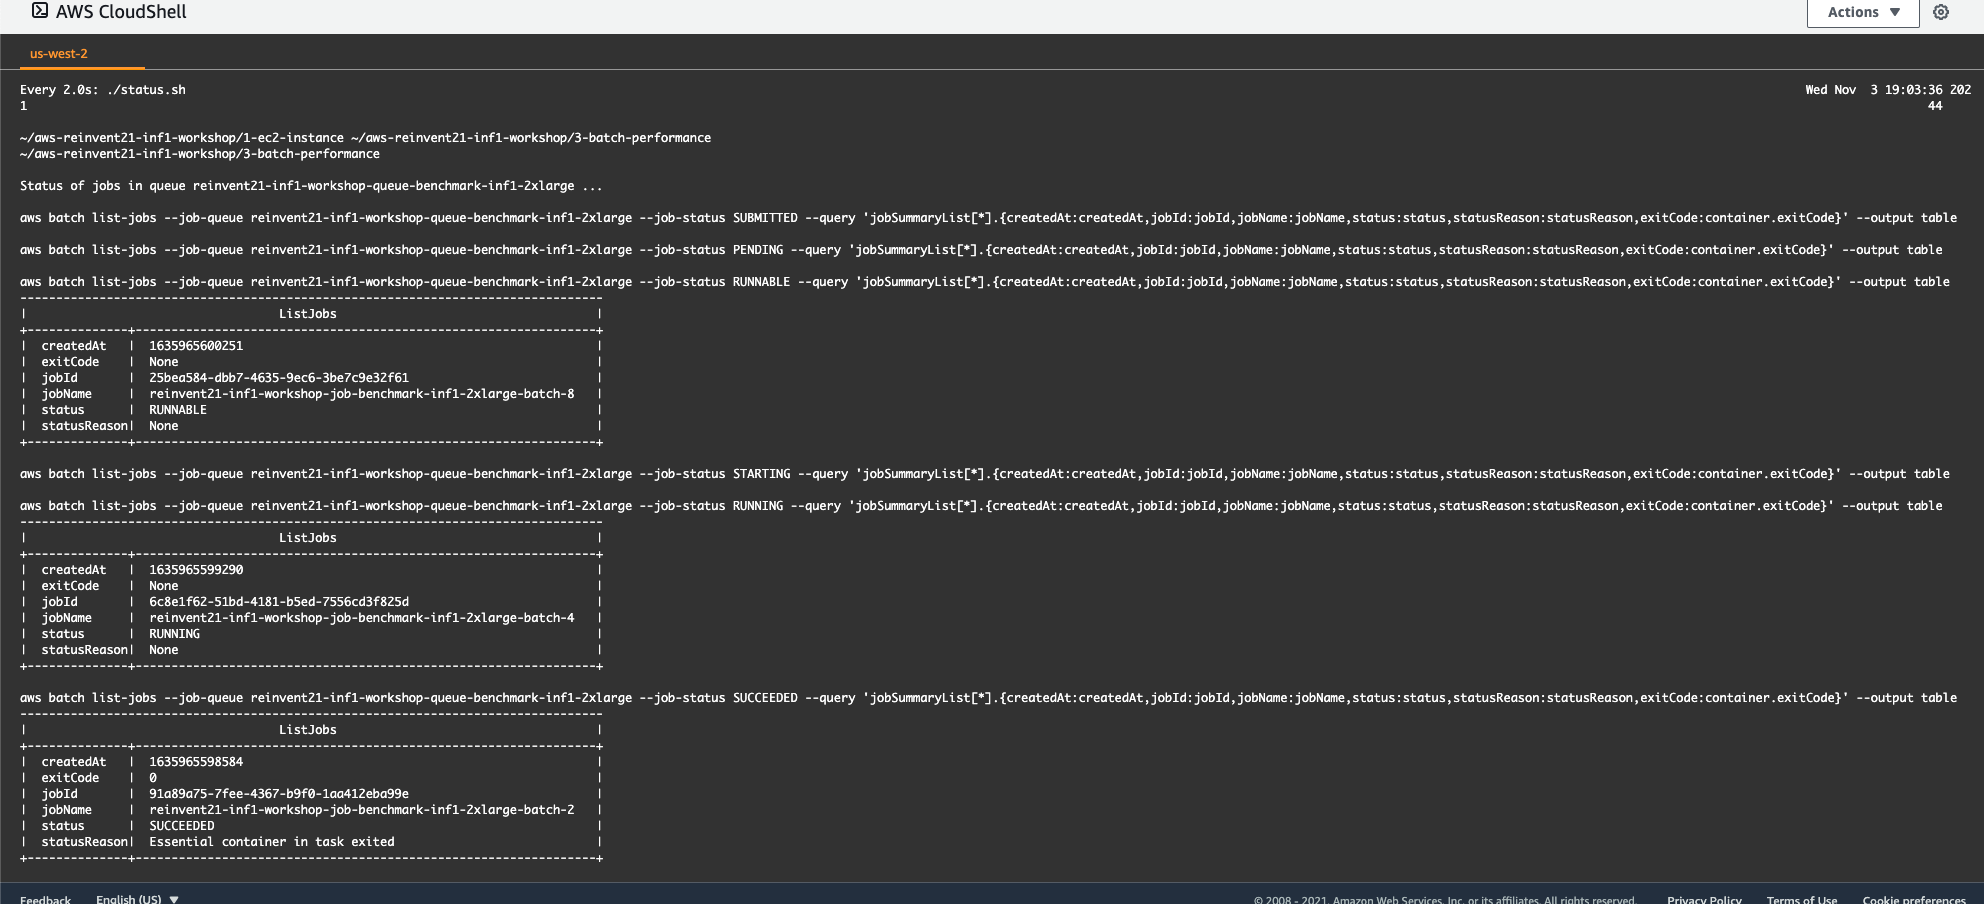 AWS CloudShell
Actions ▼
us-west-2
Every 2.0s: ./status.sh Wed Nov  3 19:03:36 202
1 44
~/aws-reinvent21-inf1-workshop/1-ec2-instance ~/aws-reinvent21-inf1-workshop/3-batch-performance
~/aws-reinvent21-inf1-workshop/3-batch-performance
Status of jobs in queue reinvent21-inf1-workshop-queue-benchmark-inf1-2xlarge ...
aws batch list-jobs --job-queue reinvent21-inf1-workshop-queue-benchmark-inf1-2xlarge --job-status SUBMITTED --query 'jobSummaryList[*].{createdAt:createdAt,jobId:jobId,jobName:jobName,status:status,statusReason:statusReason,exitCode:container.exitCode}' --output table
aws batch list-jobs --job-queue reinvent21-inf1-workshop-queue-benchmark-inf1-2xlarge --job-status PENDING --query 'jobSummaryList[*].{createdAt:createdAt,jobId:jobId,jobName:jobName,status:status,statusReason:statusReason,exitCode:container.exitCode}' --output table
aws batch list-jobs --job-queue reinvent21-inf1-workshop-queue-benchmark-inf1-2xlarge --job-status RUNNABLE --query 'jobSummaryList[*].{createdAt:createdAt,jobId:jobId,jobName:jobName,status:status,statusReason:statusReason,exitCode:container.exitCode}' --output table
| ListJobs |
| createdAt | 1635965600251 |
| exitCode | None |
| jobId | 25bea584-dbb7-4635-9ec6-3be7c9e32f61 |
| jobName | reinvent21-inf1-workshop-job-benchmark-inf1-2xlarge-batch-8 |
| status | RUNNABLE |
| statusReason| None |
aws batch list-jobs --job-queue reinvent21-inf1-workshop-queue-benchmark-inf1-2xlarge --job-status STARTING --query 'jobSummaryList[*].{createdAt:createdAt,jobId:jobId,jobName:jobName,status:status,statusReason:statusReason,exitCode:container.exitCode}' --output table
aws batch list-jobs --job-queue reinvent21-inf1-workshop-queue-benchmark-inf1-2xlarge --job-status RUNNING --query 'jobSummaryList[*].{createdAt:createdAt,jobId:jobId,jobName:jobName,status:status,statusReason:statusReason,exitCode:container.exitCode}' --output table
| ListJobs |
| createdAt | 1635965599290 |
| exitCode | None |
| jobId | 6c8e1f62-51bd-4181-b5ed-7556cd3f825d |
| jobName | reinvent21-inf1-workshop-job-benchmark-inf1-2xlarge-batch-4 |
| status | RUNNING |
| statusReason| None |
aws batch list-jobs --job-queue reinvent21-inf1-workshop-queue-benchmark-inf1-2xlarge --job-status SUCCEEDED --query 'jobSummaryList[*].{createdAt:createdAt,jobId:jobId,jobName:jobName,status:status,statusReason:statusReason,exitCode:container.exitCode}' --output table
| ListJobs |
| createdAt | 1635965598584 |
| exitCode | 0 |
| jobId | 91a89a75-7fee-4367-b9f0-1aa412eba99e |
| jobName | reinvent21-inf1-workshop-job-benchmark-inf1-2xlarge-batch-2 |
| status | SUCCEEDED |
| statusReason| Essential container in task exited |
Feedback English (US) ▼ © 2008 - 2021, Amazon Web Services, Inc. or its affiliates. All rights reserved. Privacy Policy Terms of Use Cookie preferences